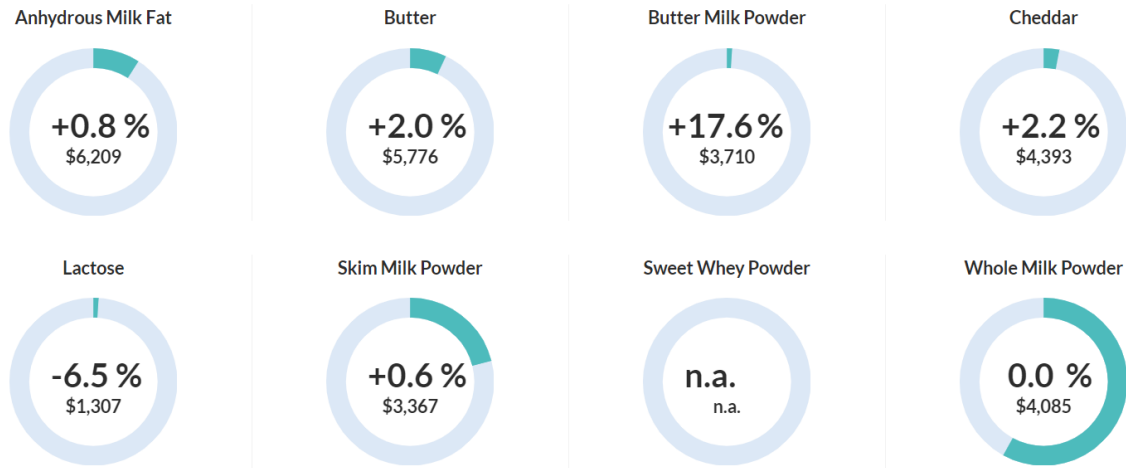 Anhydrous Milk Fat
+0.8 %
$6,209
Butter
+2.0 %
$5,776
Butter Milk Powder
+17.6 %
$3,710
Cheddar
+2.2 %
$4,393
Lactose
-6.5 %
$1,307
Skim Milk Powder
+0.6 %
$3,367
Sweet Whey Powder
n.a.
n.a.
Whole Milk Powder
0.0 %
$4,085